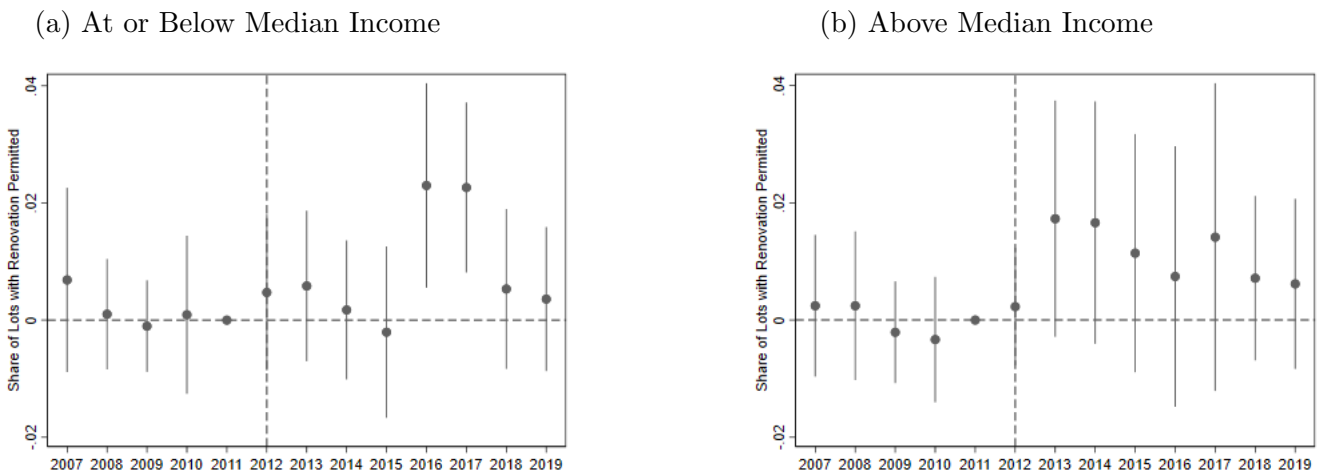 (a) At or Below Median Income
(b) Above Median Income
Share of Lots with Renovation Permitted
.04
.02
0
-.02
2007 2008 2009 2010 2011 2012 2013 2014 2015 2016 2017 2018 2019
Share of Lots with Renovation Permitted
.04
.02
0
-.02
2007 2008 2009 2010 2011 2012 2013 2014 2015 2016 2017 2018 2019